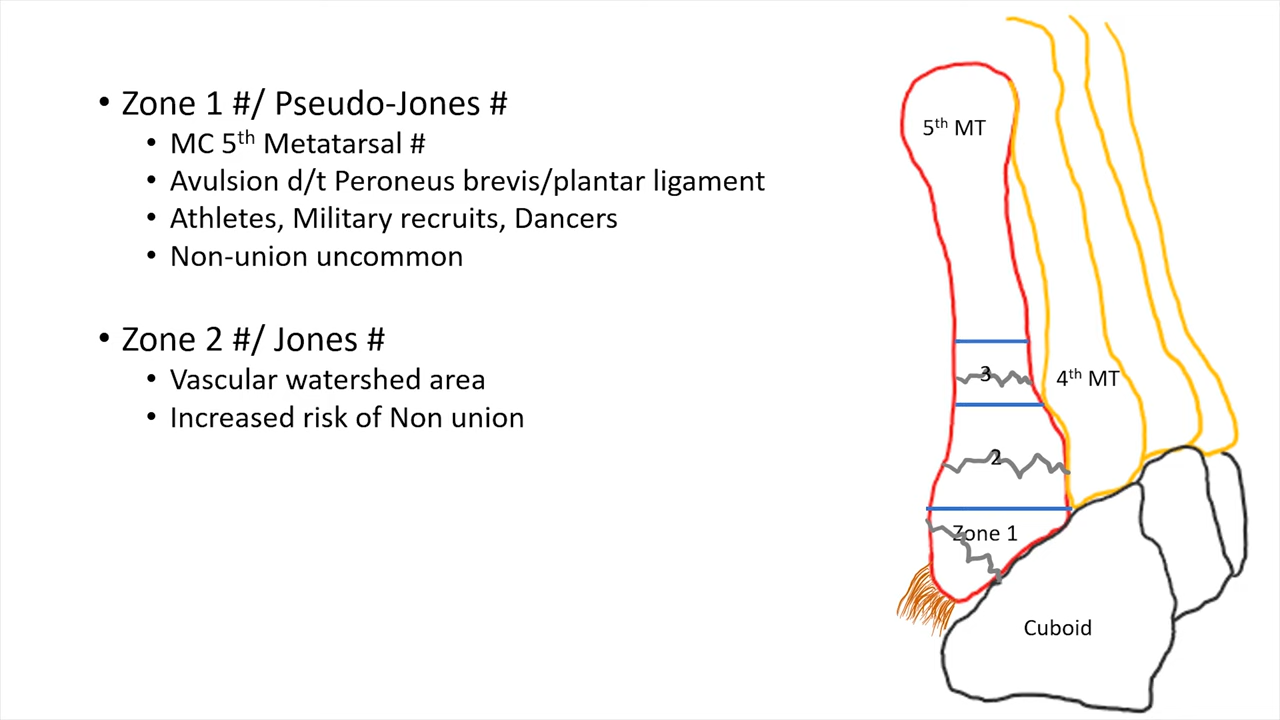 • Zone 1 #/ Pseudo-Jones #
• MC 5th Metatarsal #
• Avulsion d/t Peroneus brevis/plantar ligament
• Athletes, Military recruits, Dancers
• Non-union uncommon
• Zone 2 #/ Jones #
• Vascular watershed area
• Increased risk of Non union
5th MT
3
4th MT
2
Zone 1
Cuboid